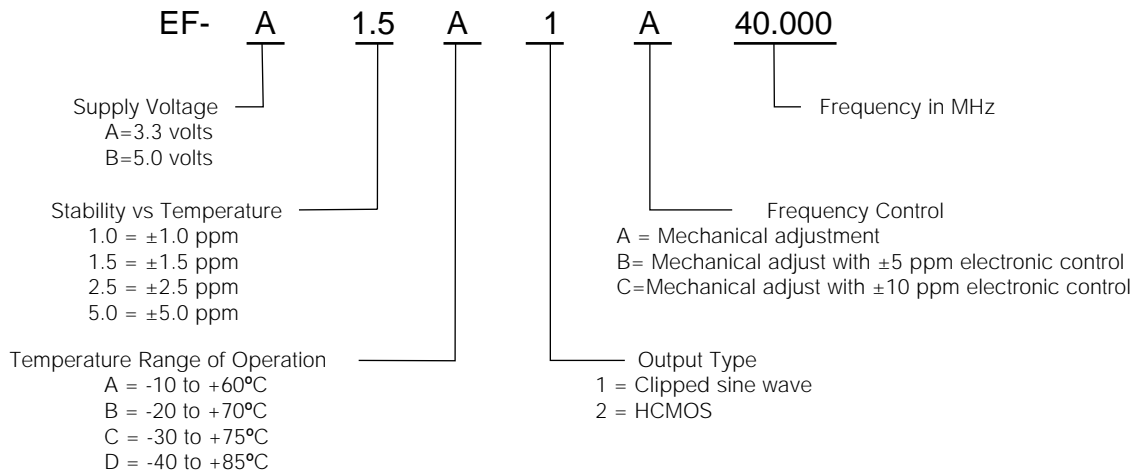 EF- A 1.5 A 1 A 40.000
Supply Voltage
A=3.3 volts
B=5.0 volts
Frequency in MHz
Stability vs Temperature
1.0 = ±1.0 ppm
1.5 = ±1.5 ppm
2.5 = ±2.5 ppm
5.0 = ±5.0 ppm
Frequency Control
A = Mechanical adjustment
B= Mechanical adjust with ±5 ppm electronic control
C=Mechanical adjust with ±10 ppm electronic control
Temperature Range of Operation
A = -10 to +60ºC
B = -20 to +70ºC
C = -30 to +75ºC
D = -40 to +85ºC
Output Type
1 = Clipped sine wave
2 = HCMOS